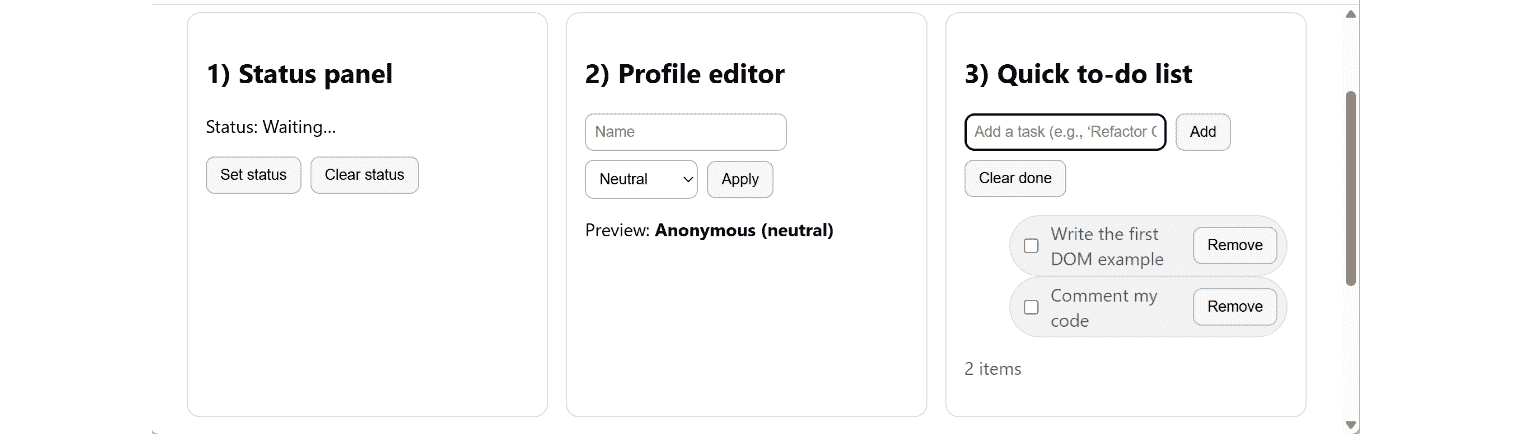 1) Status panel
Status: Waiting...
Set status
Clear status
2) Profile editor
Name
Neutral
Apply
Preview: Anonymous (neutral)
3) Quick to-do list
Add a task (e.g., ‘Refactor
Add
Clear done
Write the first
DOM example
Remove
Comment my
code
Remove
2 items